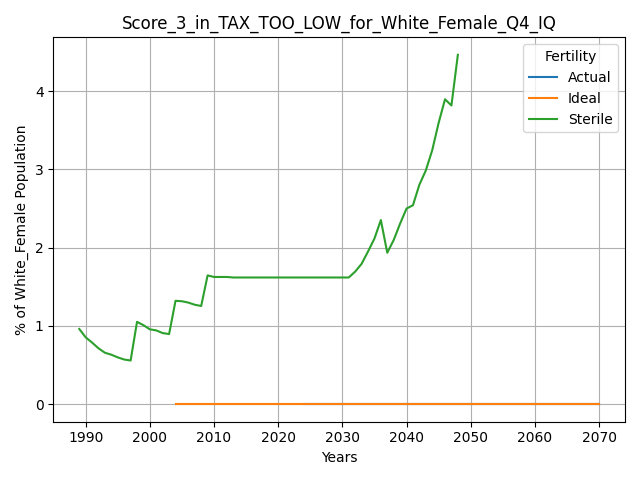 Score_3_in_TAX_TOO_LOW_for_White_Female_Q4_IQ
Fertility
Actual
Ideal
Sterile
% of White_Female Population
4
3
2
1
0
1990 2000 2010 2020 2030 2040 2050 2060 2070
Years